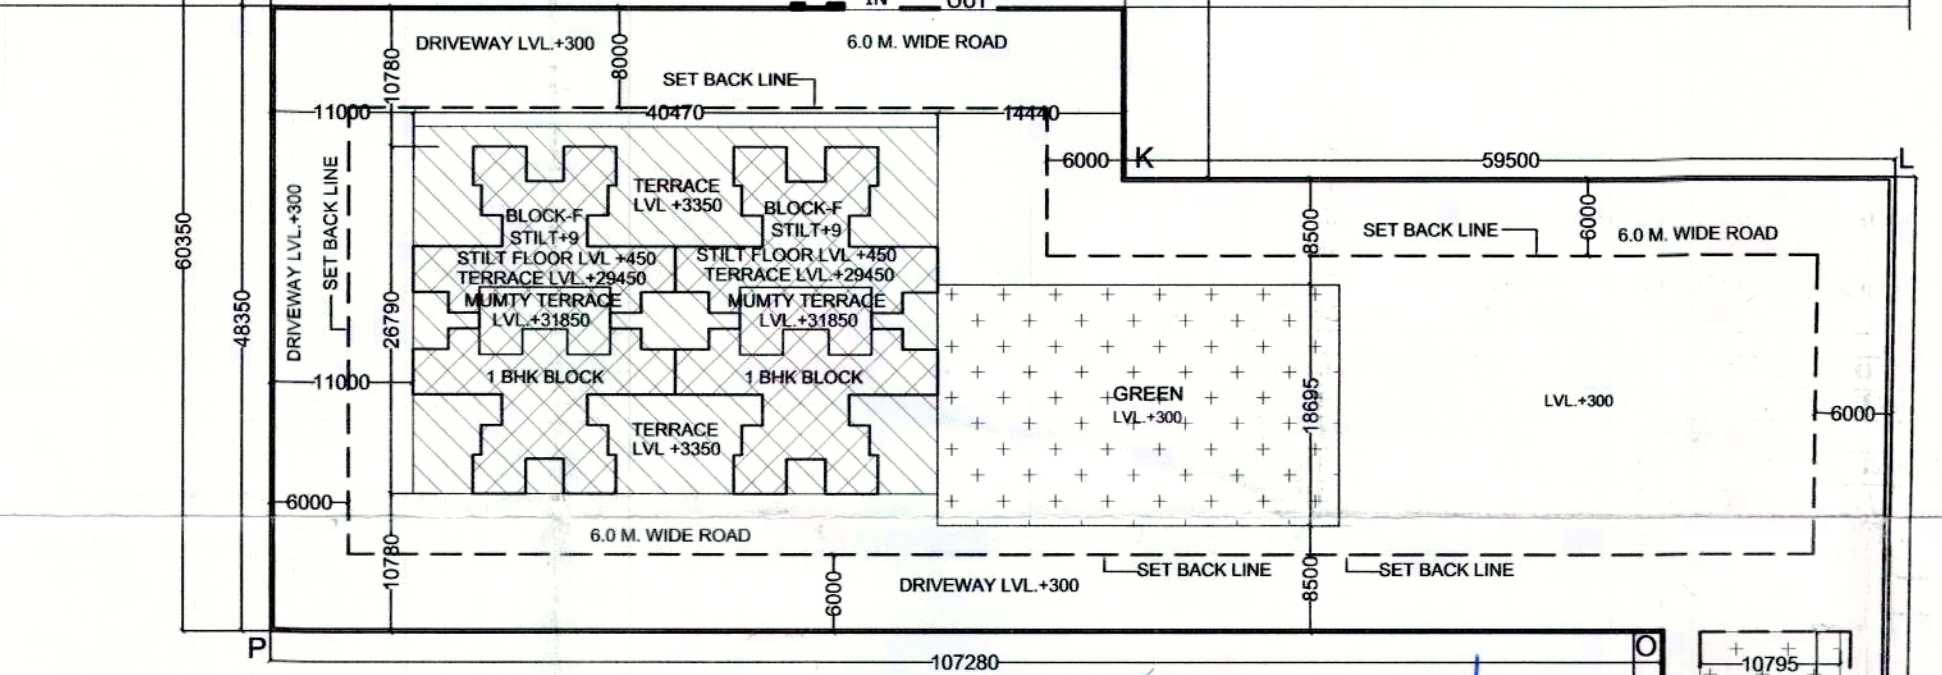 IN OUT
DRIVEWAY LVL.+300
6.0 M. WIDE ROAD
10780
8000
SET BACK LINE
11000
40470
14440
6000
K
59500
L
SET BACK LINE
DRIVEWAY LVL.+300
60350
48350
26790
TERRACE
LVL +3350
BLOCK-F
STILT+9
STILT FLOOR LVL +450
TERRACE LVL.+29450
MUMTY TERRACE
LVL.+31850
1 BHK BLOCK
BLOCK-F
STILT+9
STILT FLOOR LVL +450
TERRACE LVL.+29450
MUMTY TERRACE
LVL.+31850
1 BHK BLOCK
TERRACE
LVL +3350
11000
6000
8500
SET BACK LINE
6000
6.0 M. WIDE ROAD
GREEN
LVL.+300
18695
LVL.+300
6000
6.0 M. WIDE ROAD
10780
6000
DRIVEWAY LVL.+300
SET BACK LINE
8500
SET BACK LINE
P
107280
O
10795